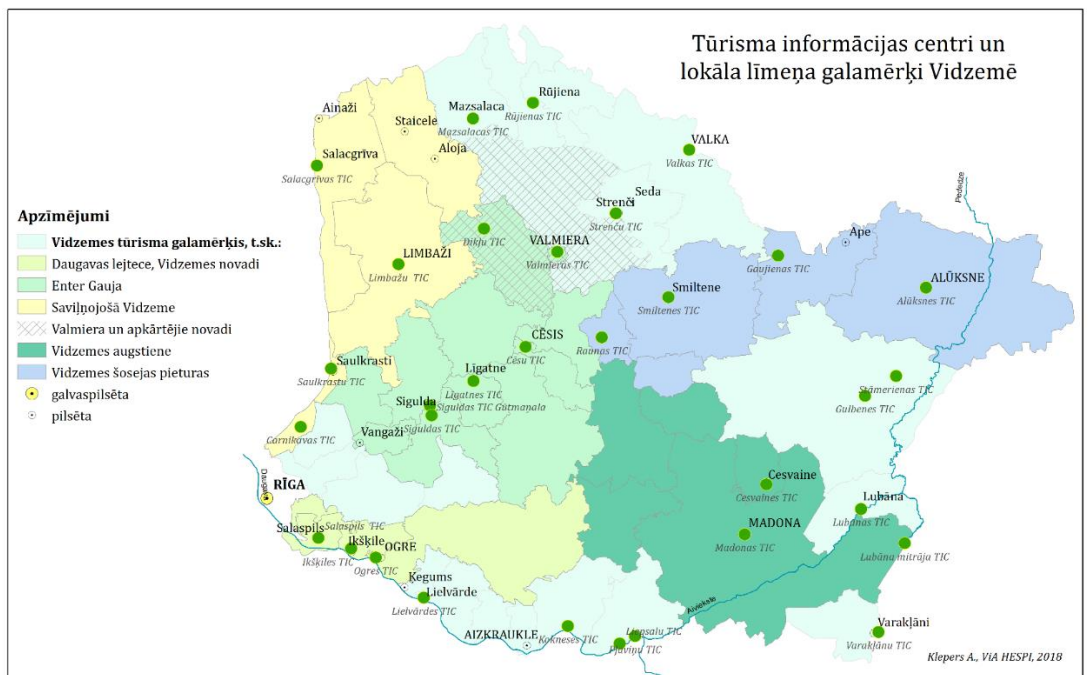 Tūrisma informācijas centri un
lokāla līmeņa galamērķi Vidzemē
Ainaži
Staicele
Aloja
Mazsalaca
Mazsalacas TIC
Rūjiena
Rūjienas TIC
Salacgrīva
Salacgrīvas TIC
VALKA
Valkas TIC
Seda
Strenči
Strenču TIC
Pededze
Apzīmējumi
Vidzemes tūrisma galamērķis, t.sk.:
Daugavas lejtece, Vidzemes novadi
Enter Gauja
Saviļņojošā Vidzeme
Valmiera un apkārtējie novadi
Vidzemes augstiene
Vidzemes šosejas pieturas
galvaspilsēta
pilsēta
Dikļu TIC
VALMIERA
Valmieras TIC
LIMBAŽI
Limbažu TIC
Ape
Gaujienas TIC
ALŪKSNE
Alūksnes TIC
Smiltene
Smiltenes TIC
CĒSIS
Cēsu TIC
Raunas TIC
Saulkrasti
Saulkrastu TIC
Līgatne
Līgatnes TIC
Stāmerienas TIC
Gulbenes TIC
Sigulda
Siguldas TIC Gūtmaņala
Siguldas TIC
Carnikavas TIC
Vangaži
Daugava
RĪGA
Cesvaine
Cesvaines TIC
Lubāna
Lubānas TIC
Salaspils
Salaspils TIC
MADONA
Madonas TIC
Lubāna mitrāja TIC
Ikšķile
Ikšķiles TIC
OGRE
Ogres TIC
Ķegums
Lielvārde
Lielvārdes TIC
Aiviekste
AIZKRAUKLE
Kokneses TIC
Liepsalu TIC
Pļaviņu TIC
Varakļāni
Varakļānu TIC
Klepers A., ViA HESPI, 2018